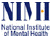 NIMH
National Institute
of Mental Health